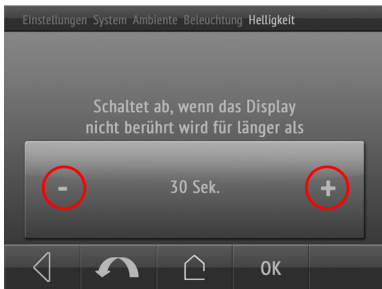 Einstellungen System Ambiente Beleuchtung Helligkeit
Schaltet ab, wenn das Display
nicht berührt wird für länger als
- 30 Sek. +
OK